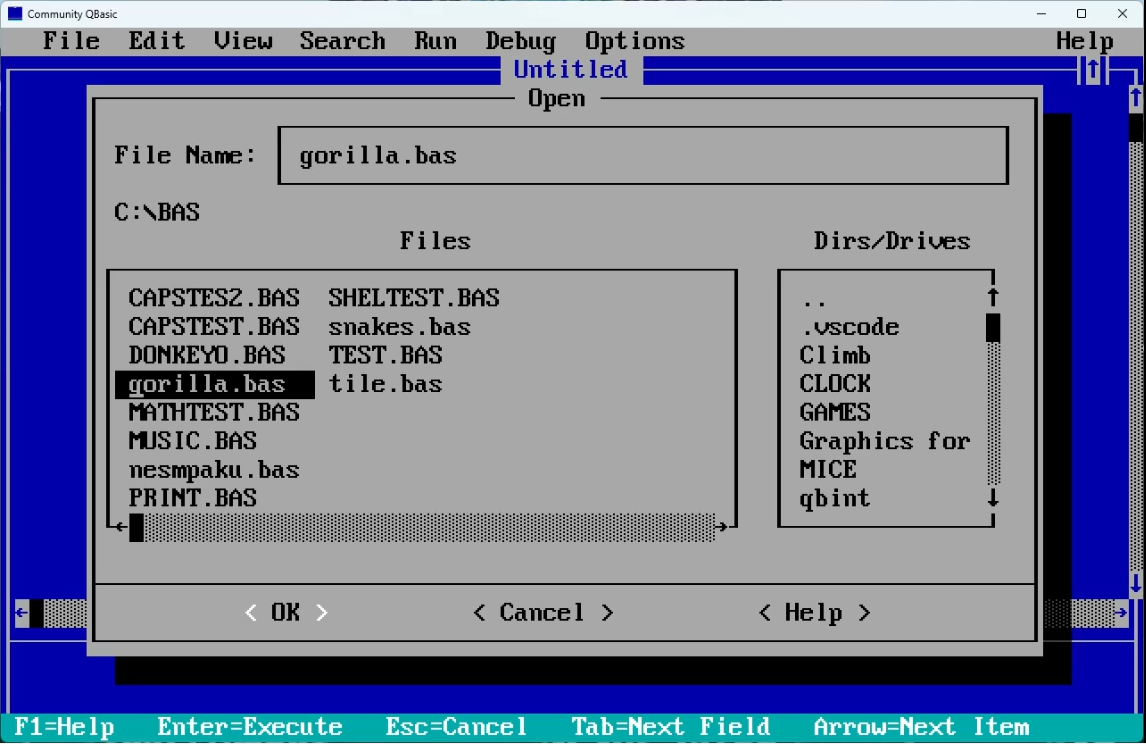 Community QBasic
File Edit View Search Run Debug Options Help
Untitled
Open
File Name: gorilla.bas
C:\BAS
Files Dirs/Drives
CAPSTES2.BAS SHELTEST.BAS ..
CAPSTEST.BAS snakes.bas .vscode
DONKEYO.BAS TEST.BAS Climb
gorilla.bas tile.bas CLOCK
MATHTEST.BAS GAMES
MUSIC.BAS Graphics for
nesmpaku.bas MICE
PRINT.BAS qbint
< OK > < Cancel > < Help >
F1=Help Enter=Execute Esc=Cancel Tab=Next Field Arrow=Next Item